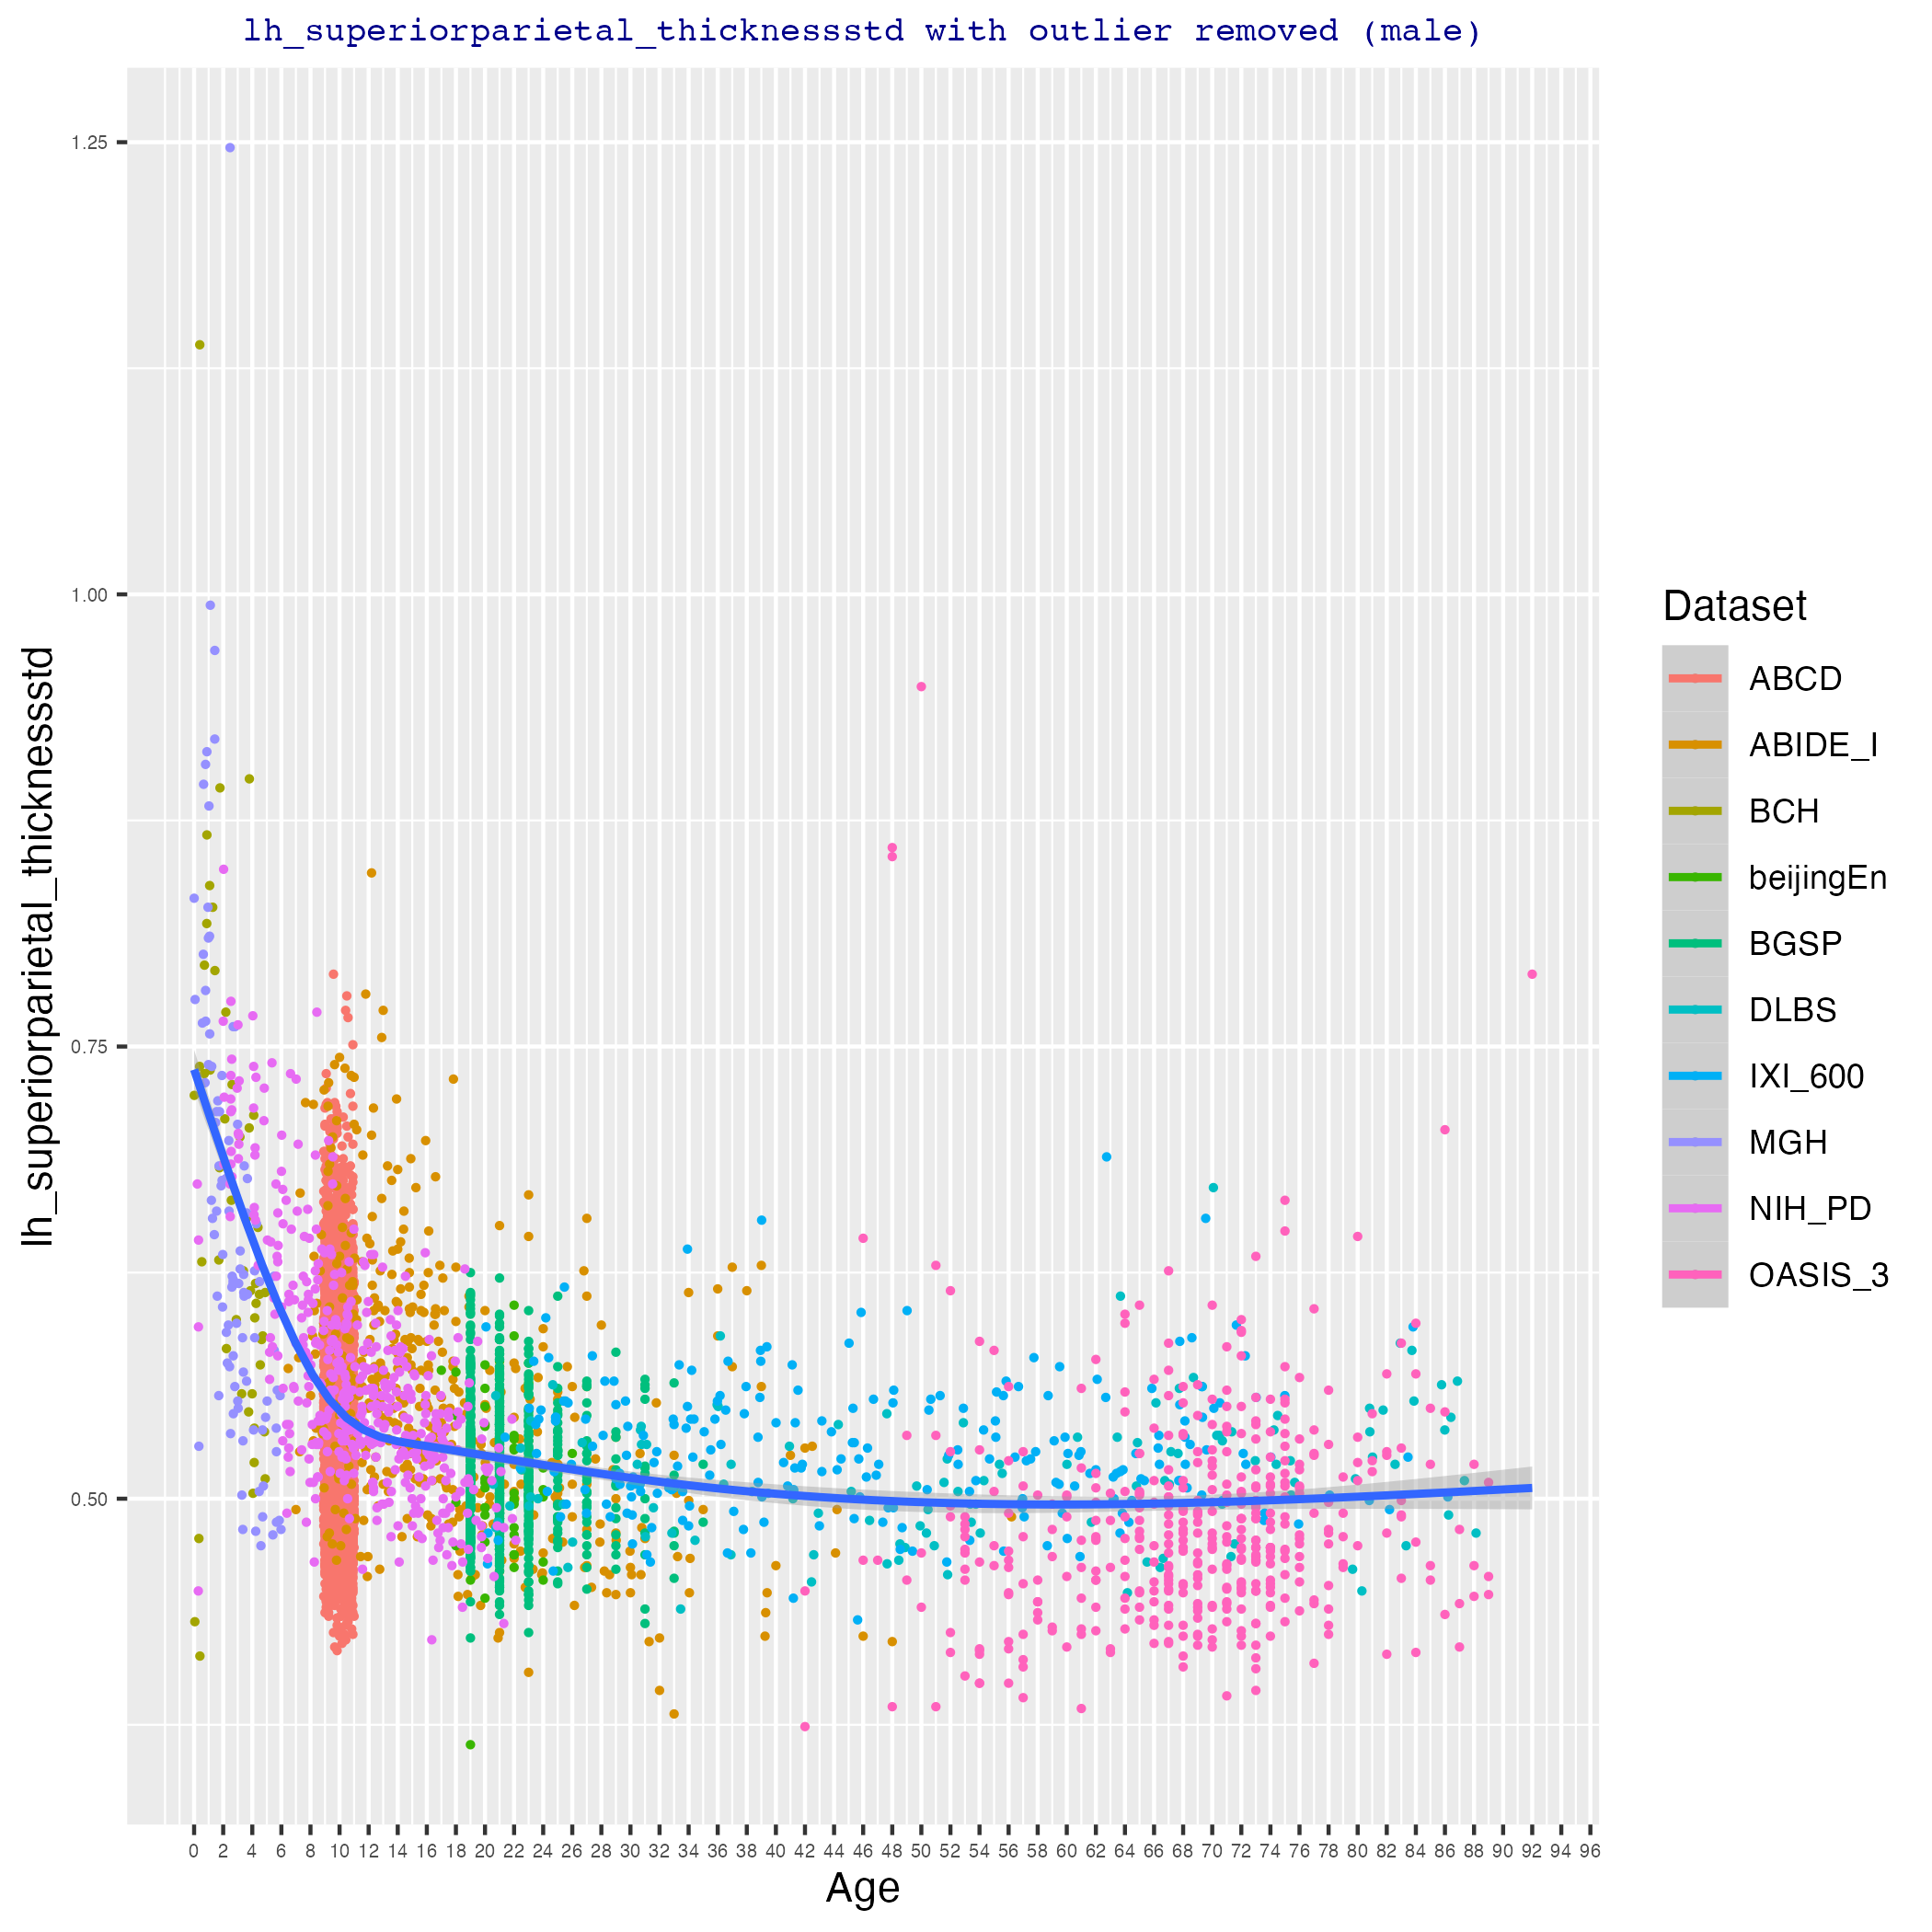 lh_superiorparietal_thicknessstd with outlier removed (male)
lh_superiorparietal_thicknessstd
1.25
1.00
0.75
0.50
0 2 4 6 8 10 12 14 16 18 20 22 24 26 28 30 32 34 36 38 40 42 44 46 48 50 52 54 56 58 60 62 64 66 68 70 72 74 76 78 80 82 84 86 88 90 92 94 96
Age
Dataset
ABCD
ABIDE_I
BCH
beijingEn
BGSP
DLBS
IXI_600
MGH
NIH_PD
OASIS_3